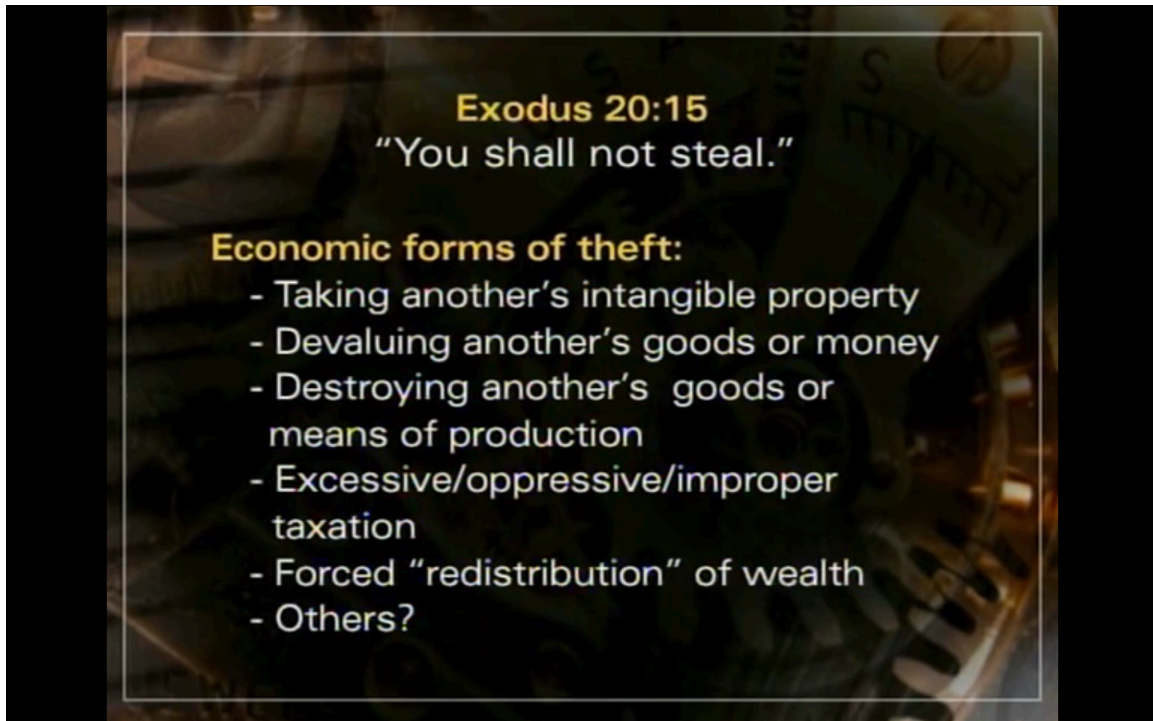 Exodus 20:15
“You shall not steal.”
Economic forms of theft:
- Taking another’s intangible property
- Devaluing another’s goods or money
- Destroying another’s goods or
means of production
- Excessive/oppressive/improper
taxation
- Forced “redistribution” of wealth
- Others?